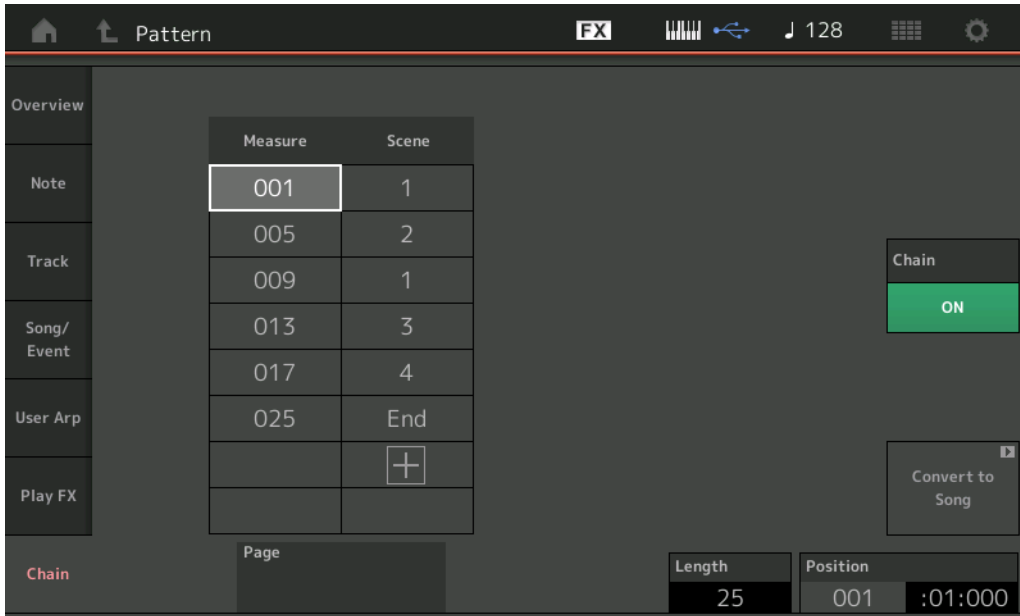 Pattern FX ♩ 128
Overview
Note
Track
Song/
Event
User Arp
Play FX
Chain
Measure Scene
001 1
005 2
009 1
013 3
017 4
025 End
+
Page
Chain
ON
Convert to
Song
Length
25
Position
001 :01:000